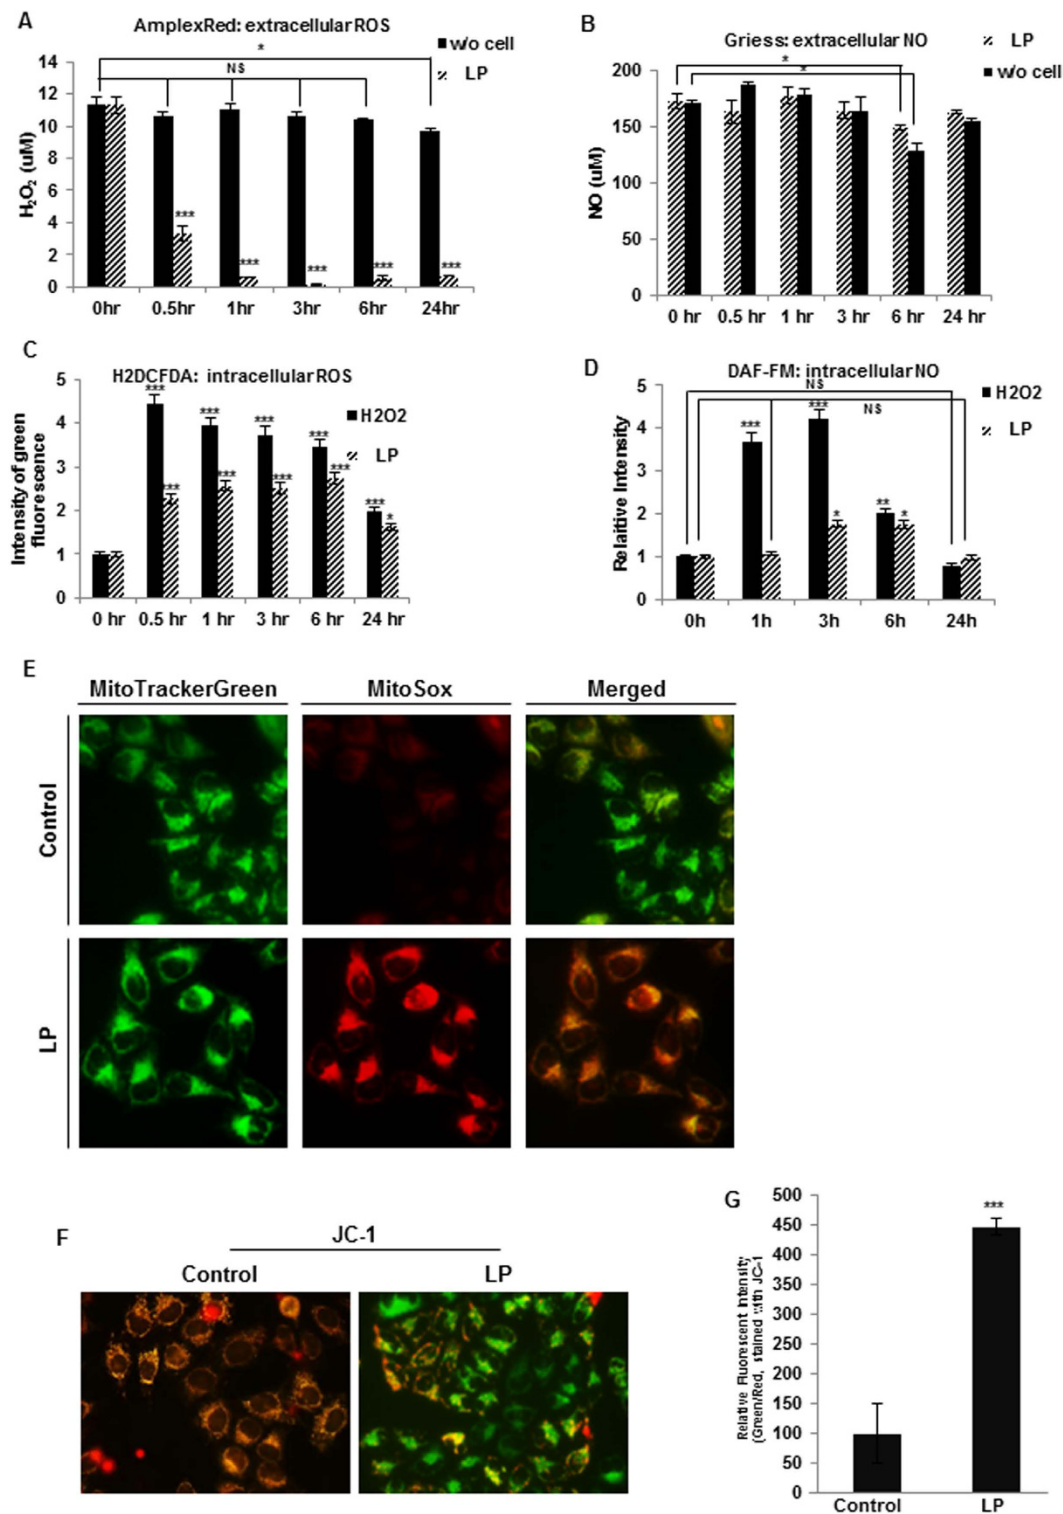 A
AmplexRed: extracellular ROS
w/o cell
LP
*
NS
14
12
10
8
6
4
2
0
H₂O₂ (uM)
***
***
***
***
***
0hr 0.5hr 1hr 3hr 6hr 24hr
B
Griess: extracellular NO
LP
w/o cell
*
*
200
150
100
50
0
NO (uM)
0 hr 0.5 hr 1 hr 3 hr 6 hr 24 hr
C
H2DCFDA: intracellular ROS
H2O2
LP
5
4
3
2
1
0
Intensity of green
fluorescence
*** *** *** *** ***
*** *** *** *** *
0 hr 0.5 hr 1 hr 3 hr 6 hr 24 hr
D
DAF-FM: intracellular NO
NS
NS
H2O2
LP
5
4
3
2
1
0
Relaitive Intensity
*** *** ** 
* *
0h 1h 3h 6h 24h
E
MitoTrackerGreen MitoSox Merged
Control
LP
F
JC-1
Control LP
G
500
450
400
350
300
250
200
150
100
50
0
Relative Fluorescent Intensity
(Green/Red, stained with JC-1
***
Control LP